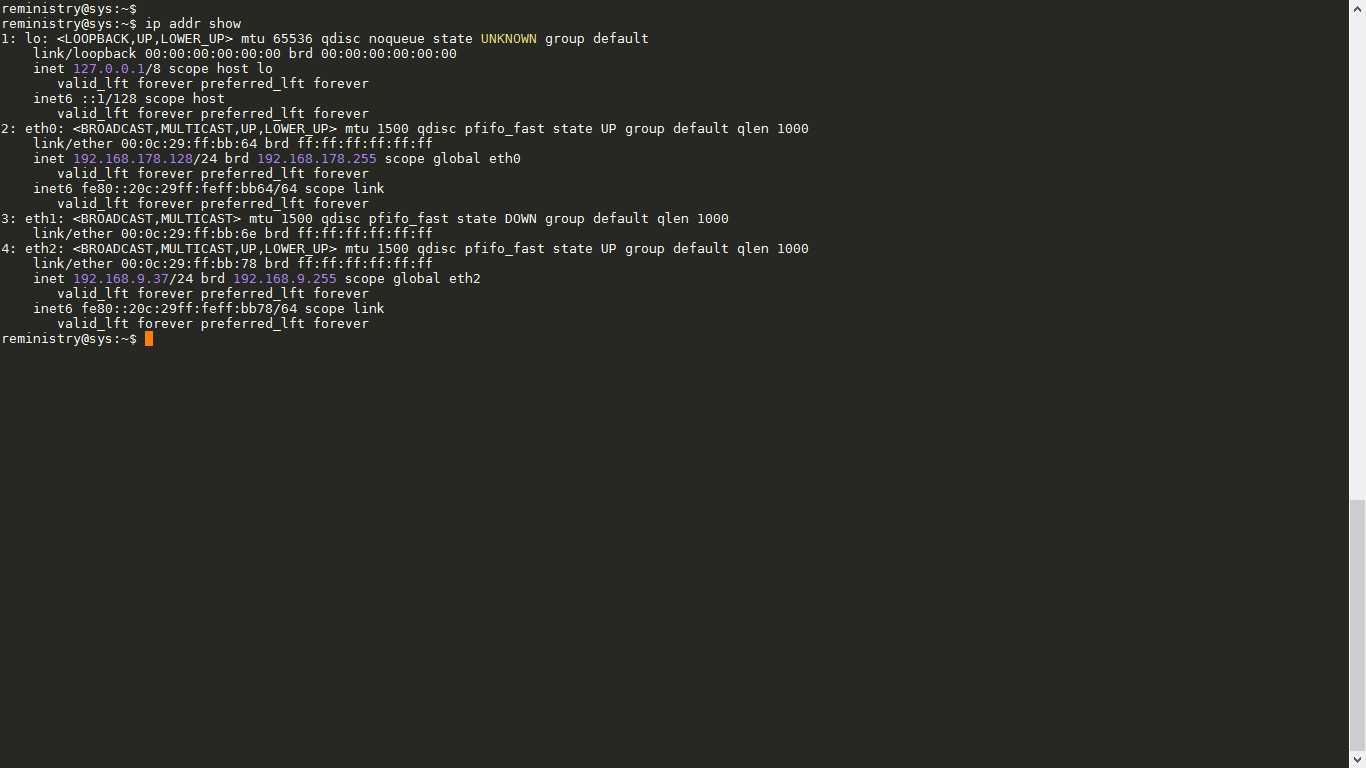 reministry@sys:~$
reministry@sys:~$ ip addr show
1: lo: <LOOPBACK,UP,LOWER_UP> mtu 65536 qdisc noqueue state UNKNOWN group default
    link/loopback 00:00:00:00:00:00 brd 00:00:00:00:00:00
    inet 127.0.0.1/8 scope host lo
       valid_lft forever preferred_lft forever
    inet6 ::1/128 scope host
       valid_lft forever preferred_lft forever
2: eth0: <BROADCAST,MULTICAST,UP,LOWER_UP> mtu 1500 qdisc pfifo_fast state UP group default qlen 1000
    link/ether 00:0c:29:ff:bb:64 brd ff:ff:ff:ff:ff:ff
    inet 192.168.178.128/24 brd 192.168.178.255 scope global eth0
       valid_lft forever preferred_lft forever
    inet6 fe80::20c:29ff:feff:bb64/64 scope link
       valid_lft forever preferred_lft forever
3: eth1: <BROADCAST,MULTICAST> mtu 1500 qdisc pfifo_fast state DOWN group default qlen 1000
    link/ether 00:0c:29:ff:bb:6e brd ff:ff:ff:ff:ff:ff
4: eth2: <BROADCAST,MULTICAST,UP,LOWER_UP> mtu 1500 qdisc pfifo_fast state UP group default qlen 1000
    link/ether 00:0c:29:ff:bb:78 brd ff:ff:ff:ff:ff:ff
    inet 192.168.9.37/24 brd 192.168.9.255 scope global eth2
       valid_lft forever preferred_lft forever
    inet6 fe80::20c:29ff:feff:bb78/64 scope link
       valid_lft forever preferred_lft forever
reministry@sys:~$